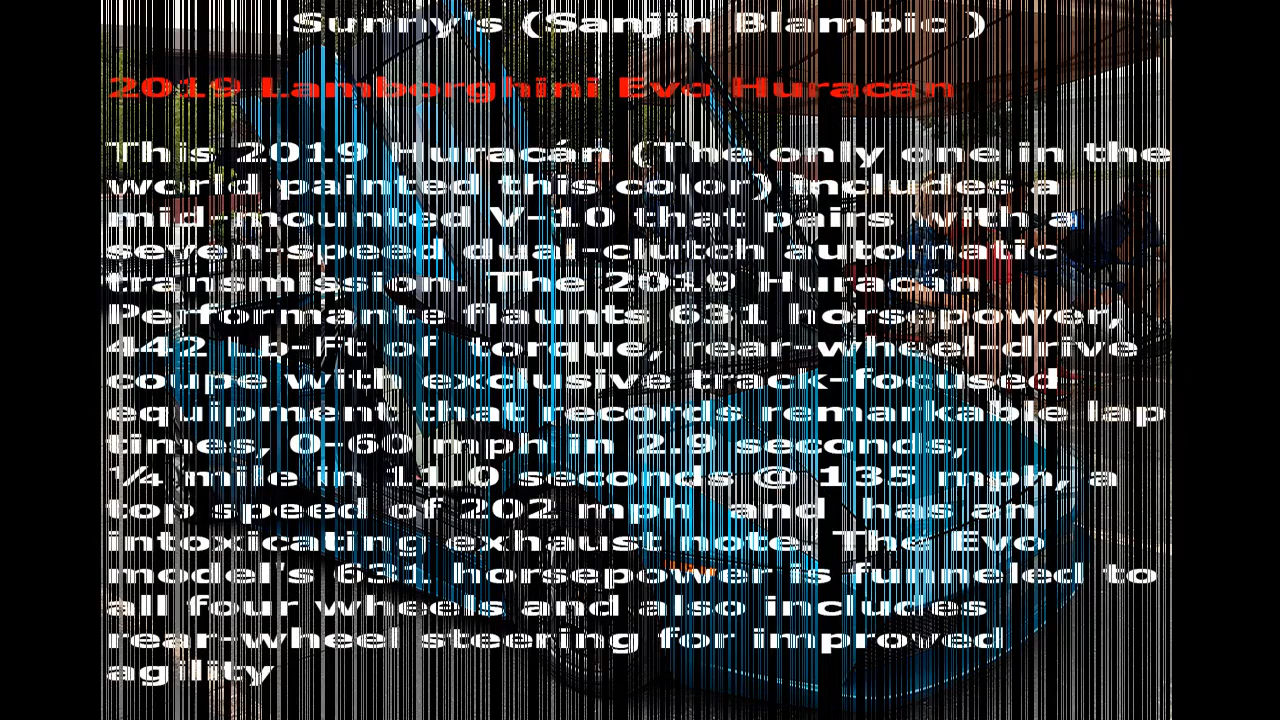 Sunny's (Sanjin Blambic )
2019 Lamborghini Evo Huracan
This 2019 Huracán (The only one in the
world painted this color) includes a
mid-mounted V-10 that pairs with a
seven-speed dual-clutch automatic
transmission. The 2019 Huracán
Performante flaunts 631 horsepower,
442 Lb-Ft of torque, rear-wheel-drive
coupe with exclusive track-focused
equipment that records remarkable lap
times, 0-60 mph in 2.9 seconds,
¼ mile in 11.0 seconds @ 135 mph, a
top speed of 202 mph and has an
intoxicating exhaust note. The Evo
model's 631 horsepower is funneled to
all four wheels and also includes
rear-wheel steering for improved
agility